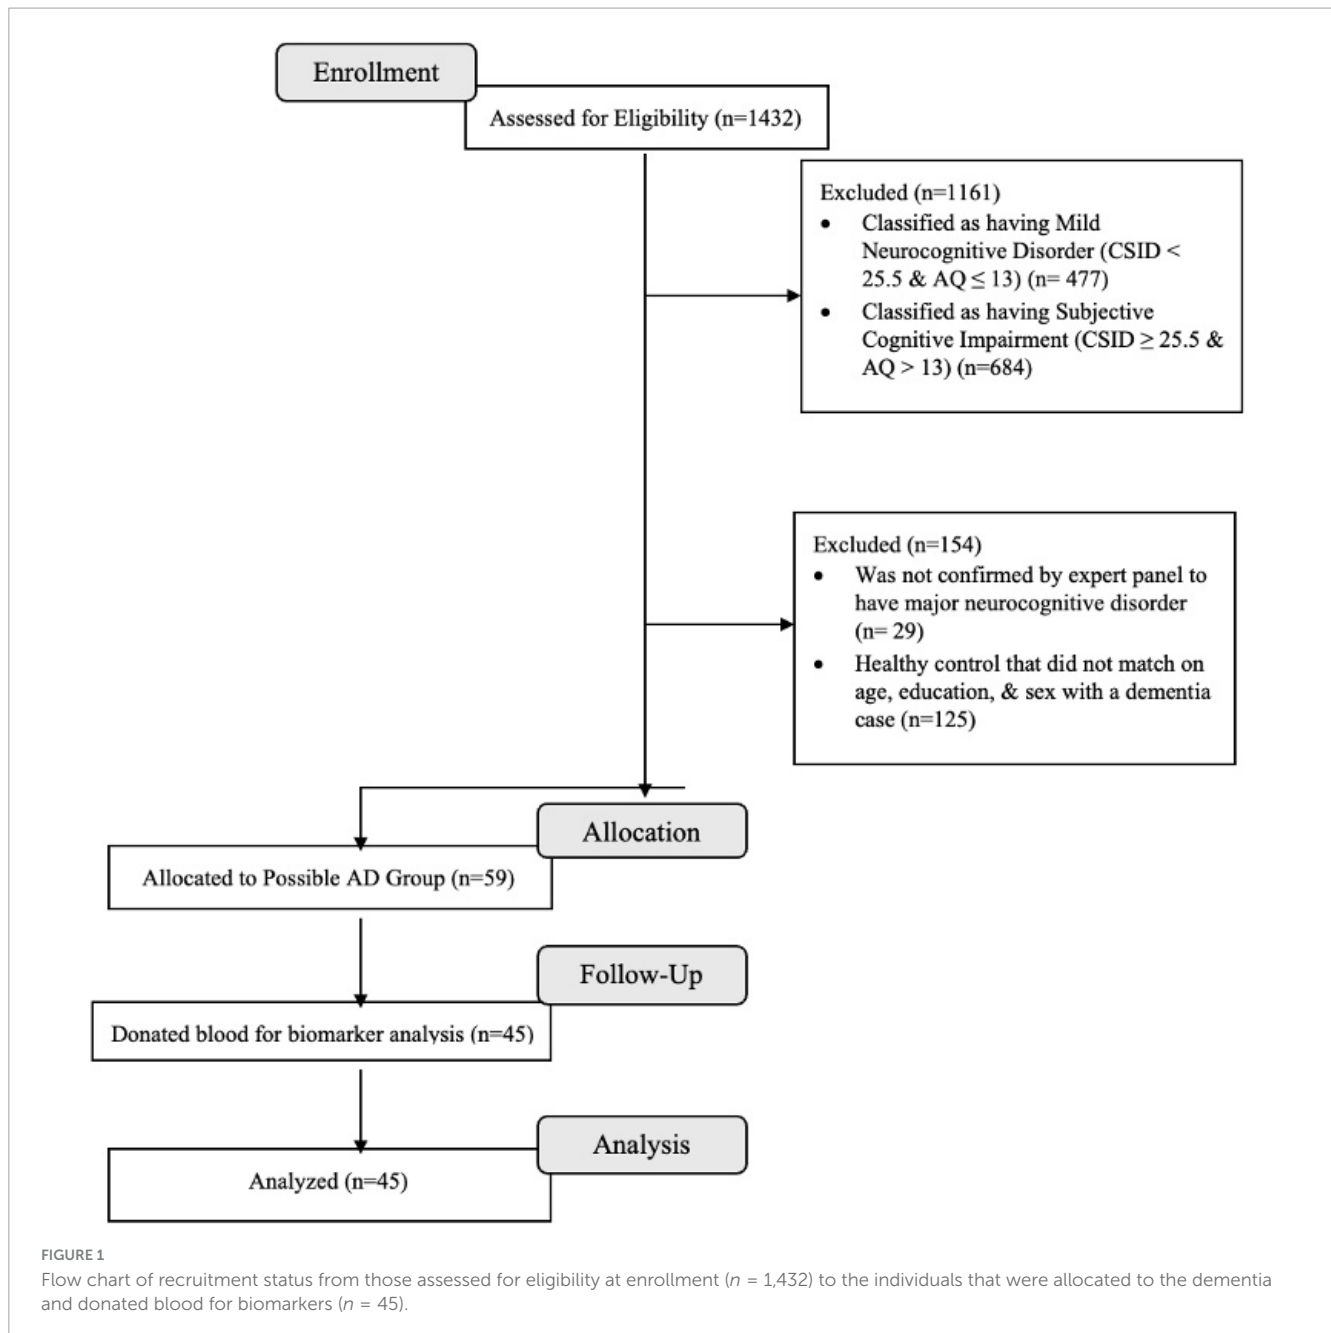 Enrollment
Assessed for Eligibility (n=1432)
Excluded (n=1161)
• Classified as having Mild
Neurocognitive Disorder (CSID <
25.5 & AQ ≤ 13) (n= 477)
• Classified as having Subjective
Cognitive Impairment (CSID ≥ 25.5 &
AQ > 13) (n=684)
Excluded (n=154)
• Was not confirmed by expert panel to
have major neurocognitive disorder
(n= 29)
• Healthy control that did not match on
age, education, & sex with a dementia
case (n=125)
Allocation
Allocated to Possible AD Group (n=59)
Follow-Up
Donated blood for biomarker analysis (n=45)
Analysis
Analyzed (n=45)
FIGURE 1
Flow chart of recruitment status from those assessed for eligibility at enrollment (n = 1,432) to the individuals that were allocated to the dementia
and donated blood for biomarkers (n = 45).